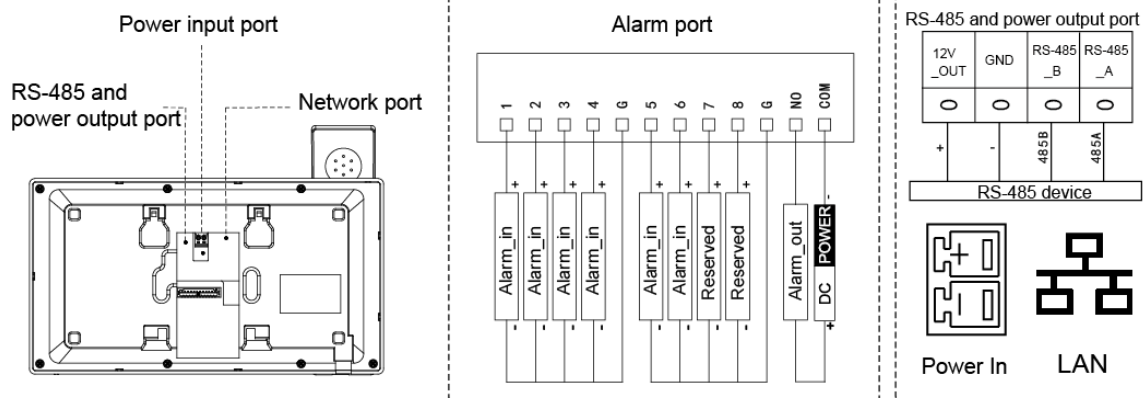 Power input port
RS-485 and
power output port
Network port
Alarm port
1 2 3 4 G 5 6 7 8 G NO COM
+ + + + + + + + -
Alarm_in
Alarm_in
Alarm_in
Alarm_in
Alarm_in
Alarm_in
Reserved
Reserved
Alarm_out
DC POWER
- - - - - - - - +
RS-485 and power output port
12V
_OUT
GND
RS-485
_B
RS-485
_A
+ - 485B 485A
RS-485 device
+
-
Power In
LAN